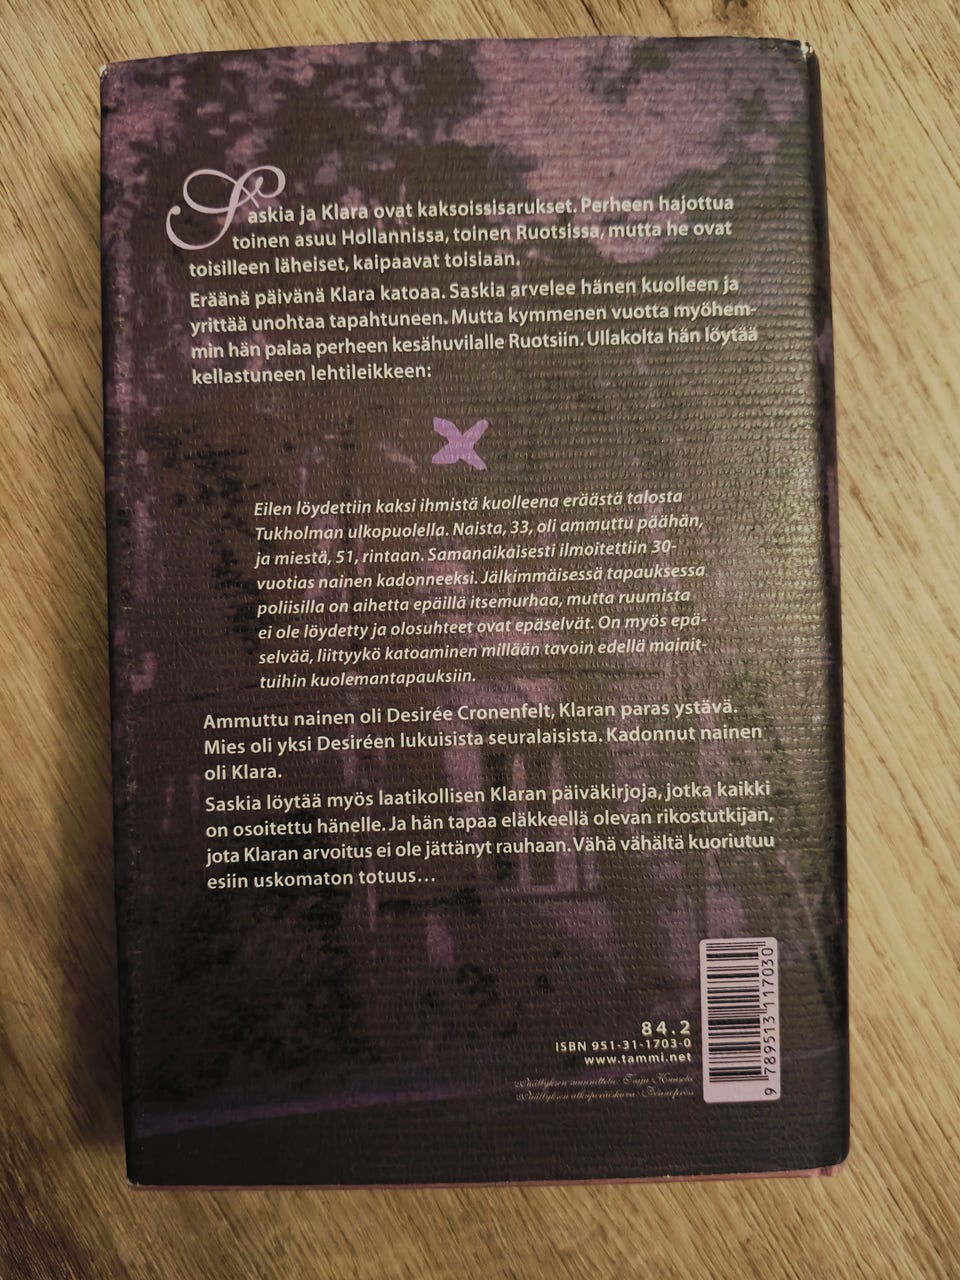 Saskia ja Klara ovat kaksoissisarukset. Perheen hajottua
toinen asuu Hollannissa, toinen Ruotsissa, mutta he ovat
toisilleen läheiset, kaipaavat toisiaan.
Eräänä päivänä Klara katoaa. Saskia arvelee hänen kuolleen ja
yrittää unohtaa tapahtuneen. Mutta kymmenen vuotta myöhem-
min hän palaa perheen kesähuvilalle Ruotsiin. Ullakolta hän löytää
kellastuneen lehtileikkeen:
Eilen löydettiin kaksi ihmistä kuolleena eräästä talosta
Tukholman ulkopuolella. Naista, 33, oli ammuttu päähän,
ja miestä, 51, rintaan. Samanaikaisesti ilmoitettiin 30-
vuotias nainen kadonneeksi. Jälkimmäisessä tapauksessa
poliisilla on aihetta epäillä itsemurhaa, mutta ruumista
ei ole löydetty ja olosuhteet ovat epäselvät. On myös epä-
selvää, liittyykö katoaminen millään tavoin edellä mainit-
tuihin kuolemantapauksiin.
Ammuttu nainen oli Desirée Cronenfelt, Klaran paras ystävä.
Mies oli yksi Desiréen lukuisista seuralaisista. Kadonnut nainen
oli Klara.
Saskia löytää myös laatikollisen Klaran päiväkirjoja, jotka kaikki
on osoitettu hänelle. Ja hän tapaa eläkkeellä olevan rikostutkijan,
jota Klaran arvoitus ei ole jättänyt rauhaan. Vähä vähältä kuoriutuu
esiin uskomaton totuus…
84.2
ISBN 951-31-1703-0
www.tammi.net
Päällyksen suunnittelu: Taija
Päällyksen alkuperäiskuva:
9 789513 117030